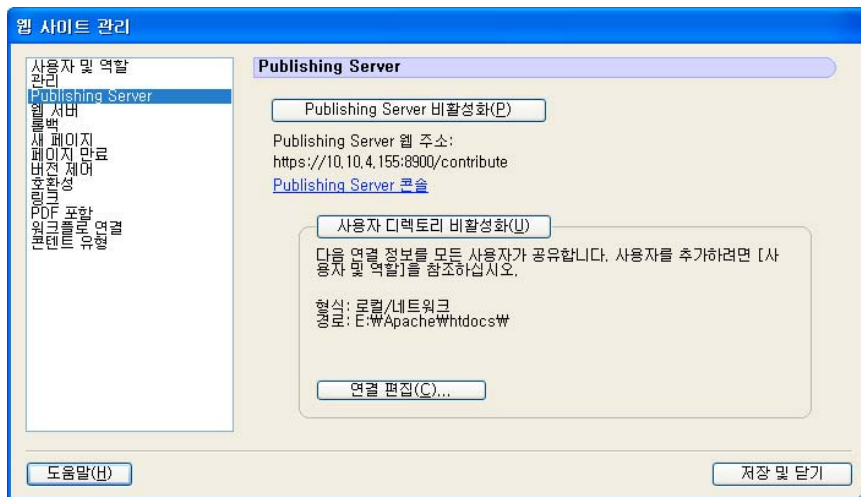 웹 사이트 관리
사용자 및 역할
관리
Publishing Server
웹 서버
롤백
새 페이지
페이지 만료
버전 제어
호환성
링크
PDF 포함
워크플로 연결
콘텐트 유형
Publishing Server
Publishing Server 비활성화(P)
Publishing Server 웹 주소:
https://10.10.4.155:8900/contribute
Publishing Server 콘솔
사용자 디렉토리 비활성화(U)
다음 연결 정보를 모든 사용자가 공유합니다. 사용자를 추가하려면 [사
용자 및 역할]을 참조하십시오.
형식: 로컬/네트워크
경로: E:₩Apache₩htdocs₩
연결 편집(C)...
도움말(H)
저장 및 닫기